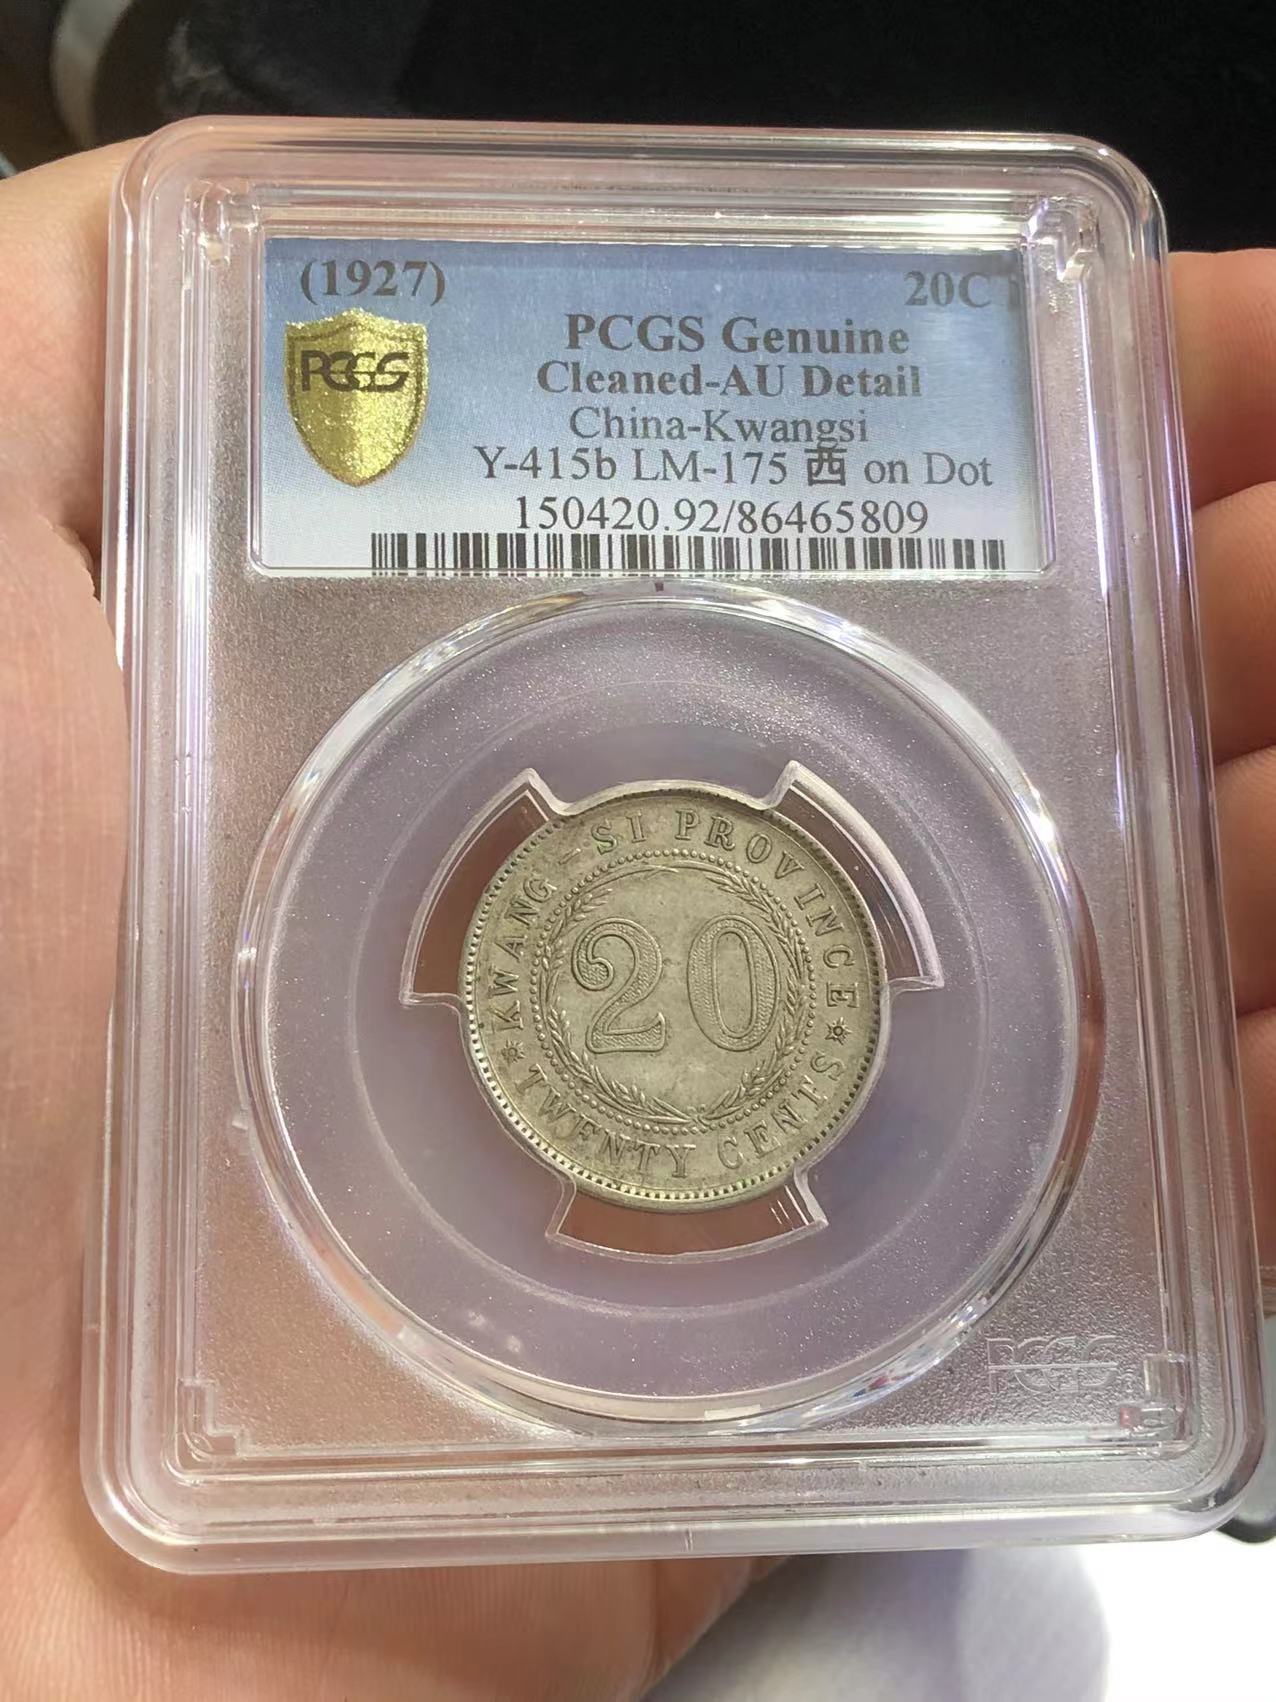 (1927) 20C
PCGS
PCGS Genuine
Cleaned-AU Detail
China-Kwangsi
Y-415b LM-175 西 on Dot
150420.92/86465809
KWANG-SI PROVINCE
20
TWENTY CENTS
PCGS